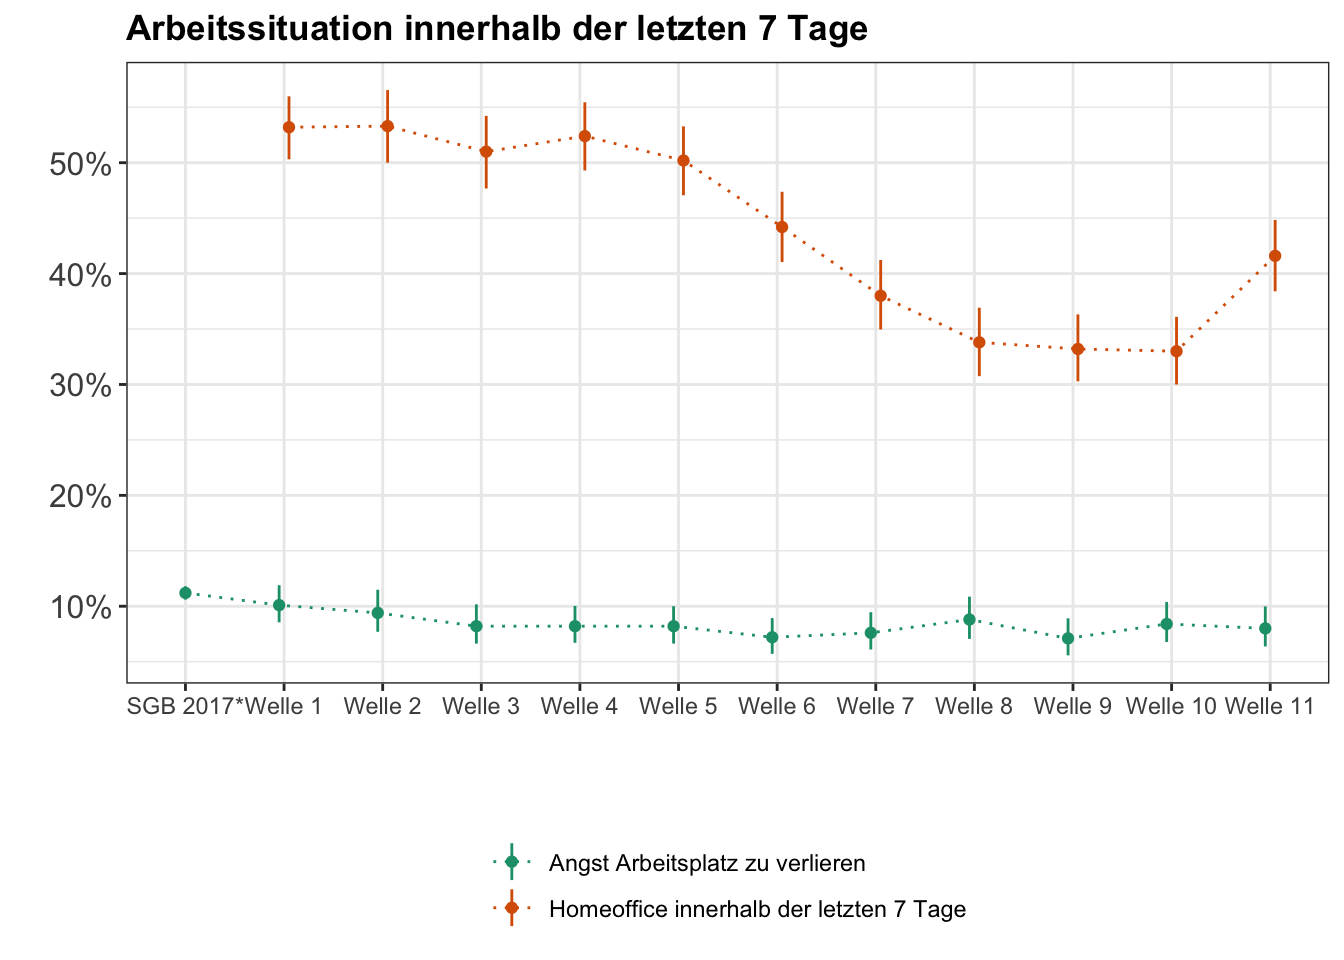 Arbeitssituation innerhalb der letzten 7 Tage
50%
40%
30%
20%
10%
SGB 2017* Welle 1 Welle 2 Welle 3 Welle 4 Welle 5 Welle 6 Welle 7 Welle 8 Welle 9 Welle 10 Welle 11
Angst Arbeitsplatz zu verlieren
Homeoffice innerhalb der letzten 7 Tage